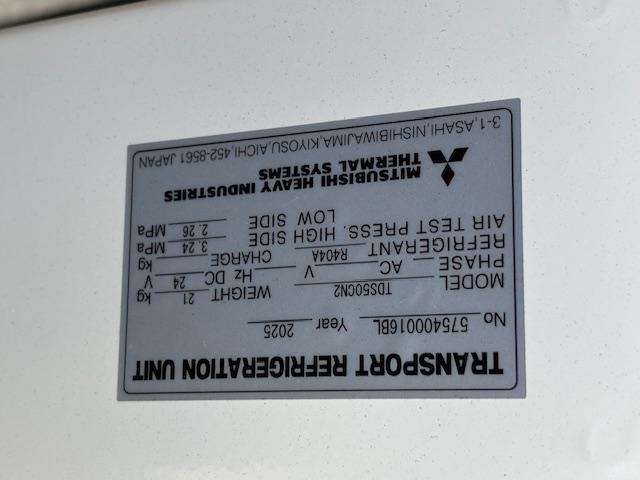 TRANSPORT REFRIGERATION UNIT
No 575400016BL Year 2025
MODEL TDS50CN2 WEIGHT 21 kg
PHASE AC V Hz DC 24 V
REFRIGERANT R404A CHARGE kg
AIR TEST PRESS. HIGH SIDE 3.24 MPa
LOW SIDE 2.26 MPa
MITSUBISHI HEAVY INDUSTRIES
THERMAL SYSTEMS
3-1,ASAHI,NISHIBIWAJIMA,KIYOSU,AICHI,452-8561 JAPAN